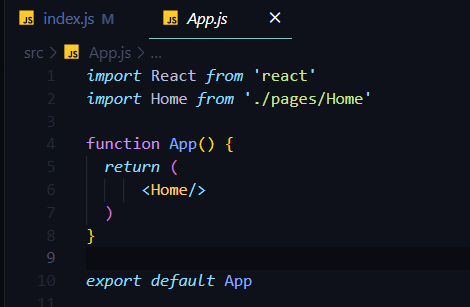 JS index.js M JS App.js ×
src > JS App.js > ...
1 import React from 'react'
2 import Home from './pages/Home'
3
4 function App() {
5   return (
6       <Home/>
7   )
8 }
9
10 export default App